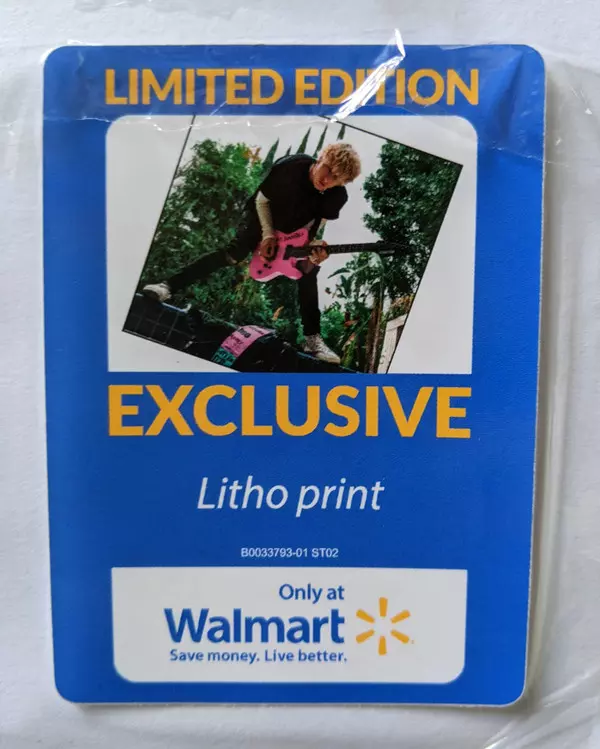 LIMITED EDITION
EXCLUSIVE
Litho print
B0033793-01 ST02
Only at
Walmart
Save money. Live better.